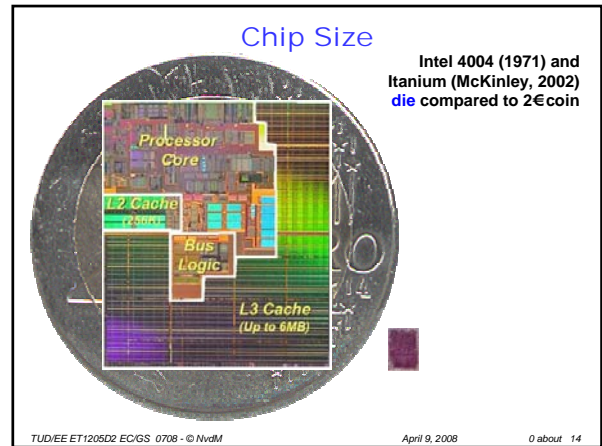 Chip Size
Intel 4004 (1971) and
Itanium (McKinley, 2002)
die compared to 2€coin
Processor
Core
L2 Cache
(256K)
Bus
Logic
L3 Cache
(Up to 6MB)
RO
14
TUD/EE ET1205D2 EC/GS 0708 - © NvdM
April 9, 2008
0 about 14